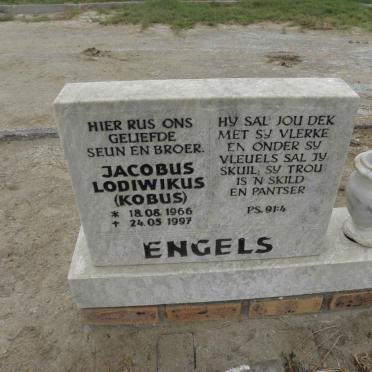 HIER RUS ONS
GELIEFDE
SEUN EN BROER.
JACOBUS
LODIWIKUS
(KOBUS)
* 18.08.1966
† 24.05.1997
HY SAL JOU DEK
MET SY VLERKE
EN ONDER SY
VLEUELS SAL JY
SKUIL; SY TROU
IS 'N SKILD
EN PANTSER
PS. 91:4
ENGELS